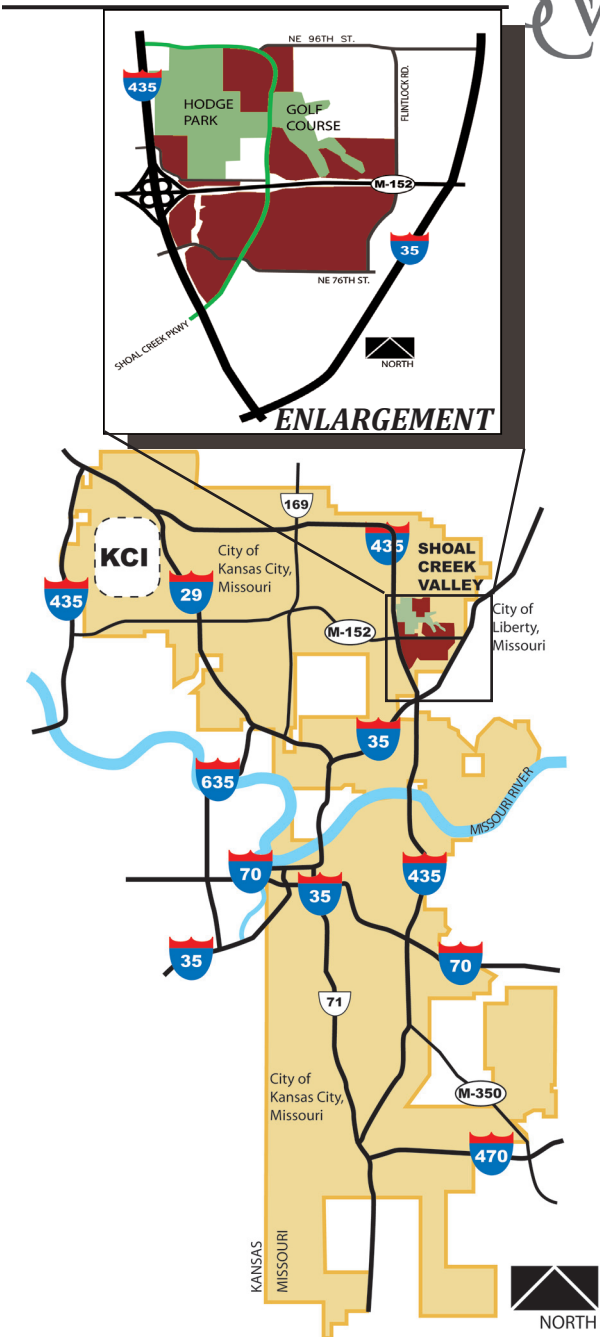 NE 96TH ST.
435
FLINTLOCK RD.
HODGE
PARK
GOLF
COURSE
M-152
35
NE 76TH ST.
SHOAL CREEK PKWY
NORTH
ENLARGEMENT
169
435
SHOAL
CREEK
VALLEY
KCI
City of
Kansas City,
Missouri
435
29
City of
Liberty,
Missouri
M-152
35
635
MISSOURI RIVER
70
435
35
35
70
71
City of
Kansas City,
Missouri
M-350
470
KANSAS
MISSOURI
NORTH